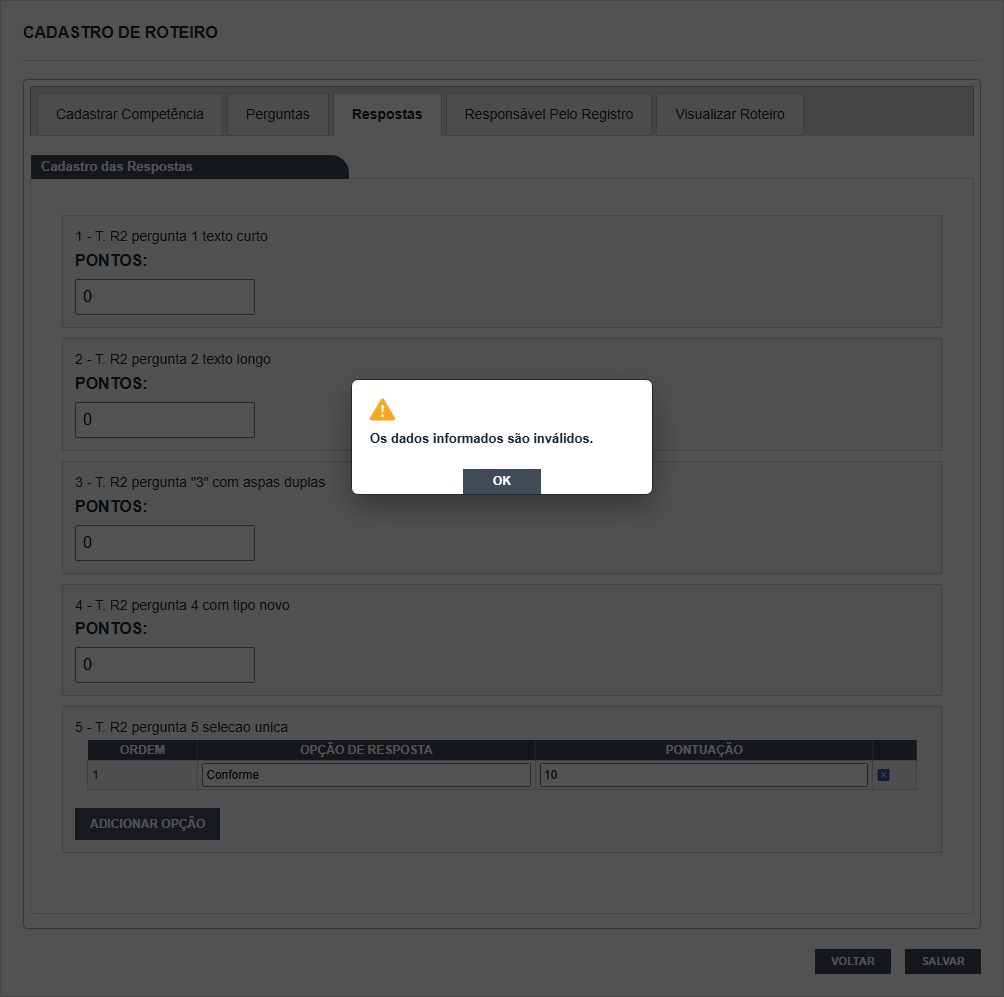 CADASTRO DE ROTEIRO
Cadastrar Competência Perguntas Respostas Responsável Pelo Registro Visualizar Roteiro
Cadastro das Respostas
1 - T. R2 pergunta 1 texto curto
PONTOS:
0
2 - T. R2 pergunta 2 texto longo
PONTOS:
0
Os dados informados são inválidos.
OK
3 - T. R2 pergunta "3" com aspas duplas
PONTOS:
0
4 - T. R2 pergunta 4 com tipo novo
PONTOS:
0
5 - T. R2 pergunta 5 selecao unica
ORDEM OPÇÃO DE RESPOSTA PONTUAÇÃO
1 Conforme 10
ADICIONAR OPÇÃO
VOLTAR SALVAR